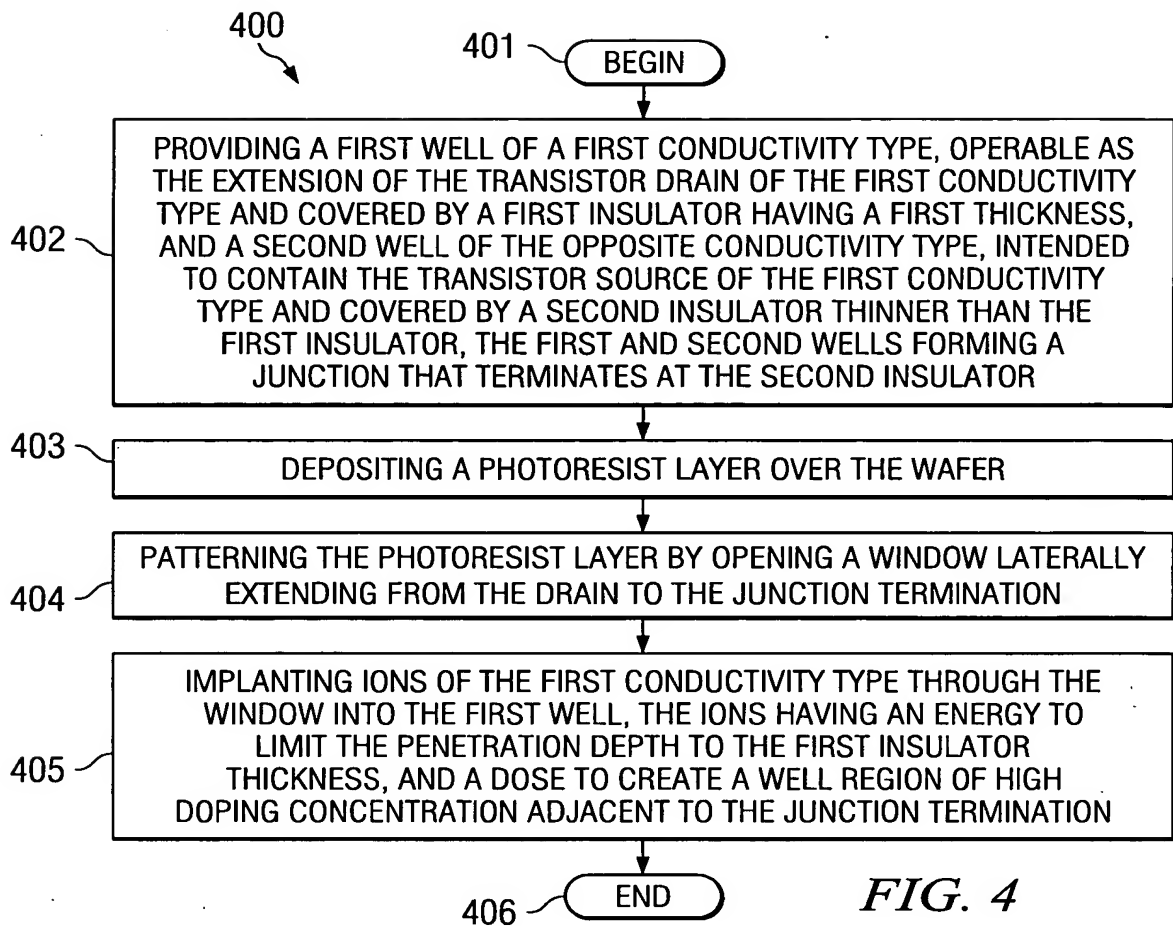 400
401
BEGIN
402
PROVIDING A FIRST WELL OF A FIRST CONDUCTIVITY TYPE, OPERABLE AS
THE EXTENSION OF THE TRANSISTOR DRAIN OF THE FIRST CONDUCTIVITY
TYPE AND COVERED BY A FIRST INSULATOR HAVING A FIRST THICKNESS,
AND A SECOND WELL OF THE OPPOSITE CONDUCTIVITY TYPE, INTENDED
TO CONTAIN THE TRANSISTOR SOURCE OF THE FIRST CONDUCTIVITY
TYPE AND COVERED BY A SECOND INSULATOR THINNER THAN THE
FIRST INSULATOR, THE FIRST AND SECOND WELLS FORMING A
JUNCTION THAT TERMINATES AT THE SECOND INSULATOR
403
DEPOSITING A PHOTORESIST LAYER OVER THE WAFER
404
PATTERNING THE PHOTORESIST LAYER BY OPENING A WINDOW LATERALLY
EXTENDING FROM THE DRAIN TO THE JUNCTION TERMINATION
405
IMPLANTING IONS OF THE FIRST CONDUCTIVITY TYPE THROUGH THE
WINDOW INTO THE FIRST WELL, THE IONS HAVING AN ENERGY TO
LIMIT THE PENETRATION DEPTH TO THE FIRST INSULATOR
THICKNESS, AND A DOSE TO CREATE A WELL REGION OF HIGH
DOPING CONCENTRATION ADJACENT TO THE JUNCTION TERMINATION
406
END
FIG. 4